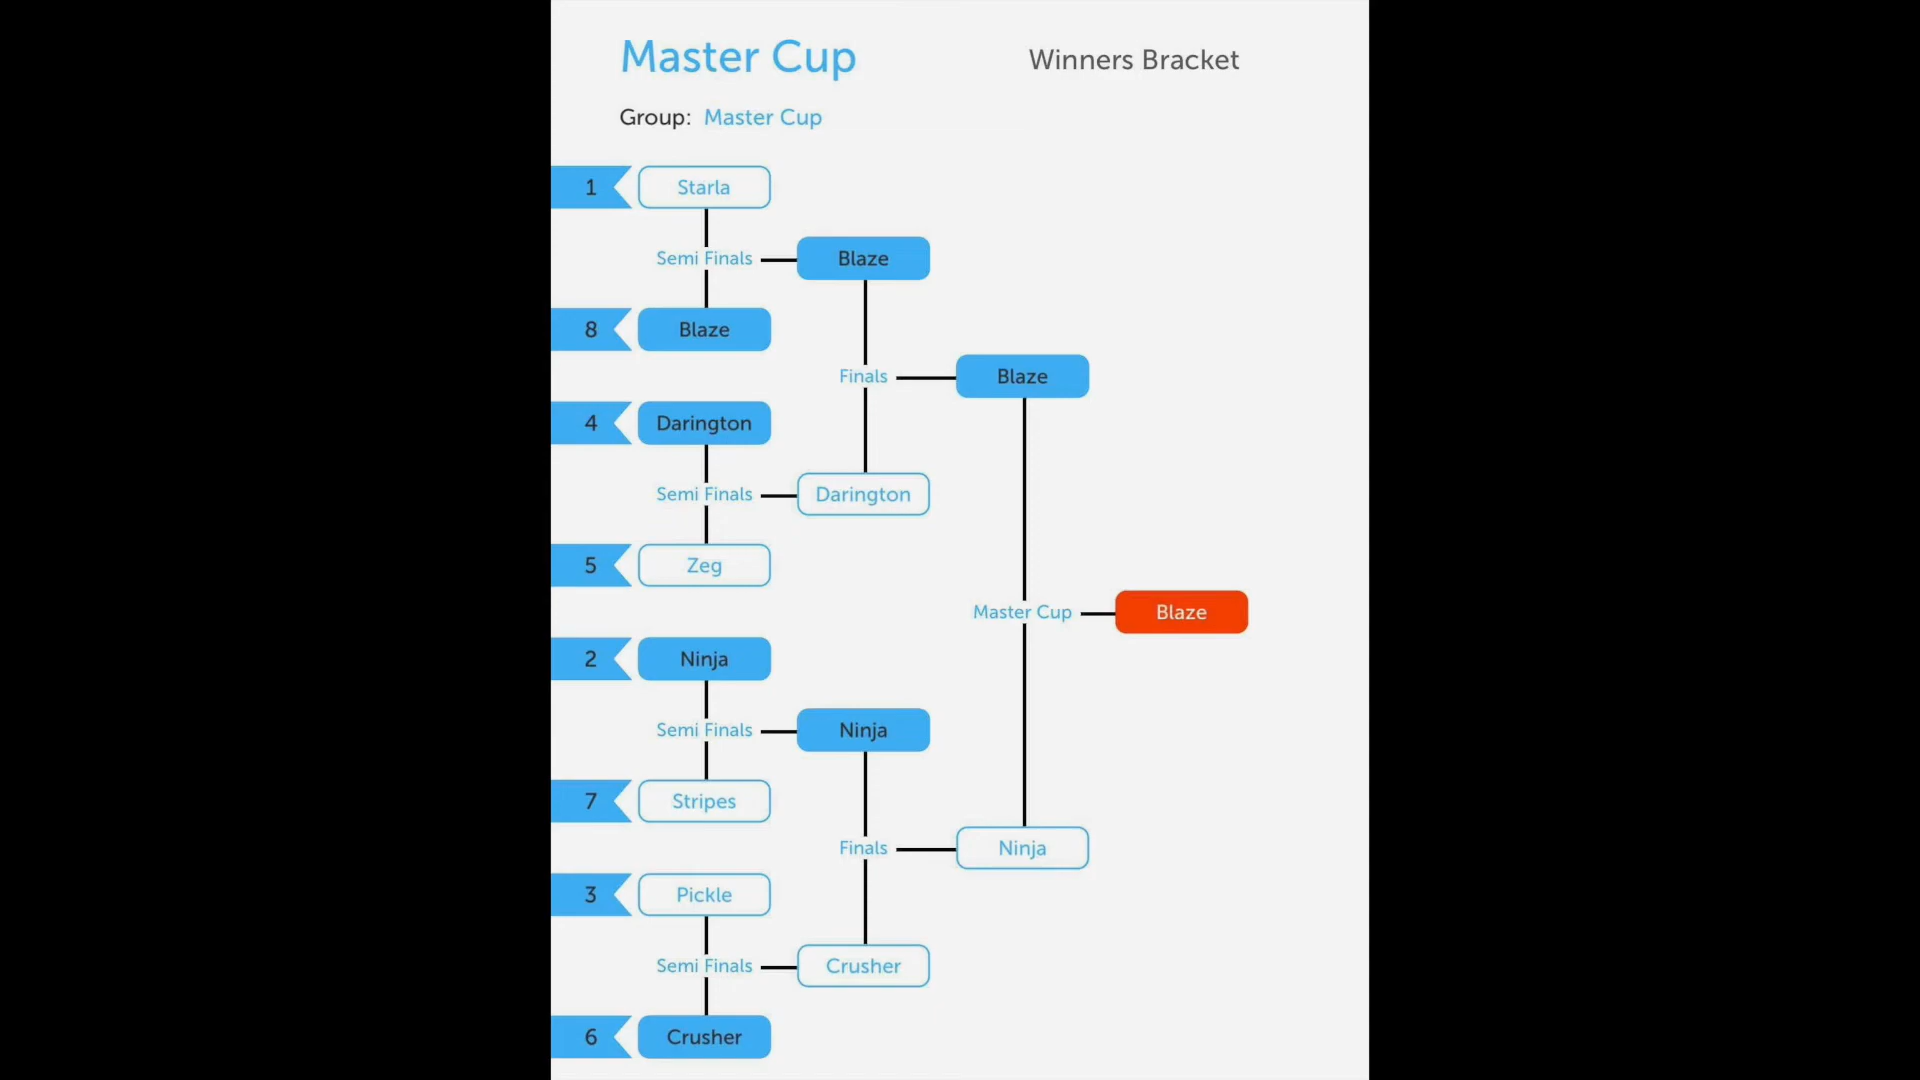 Master Cup
Winners Bracket
Group: Master Cup
1 Starla
Semi Finals Blaze
8 Blaze
Finals Blaze
4 Darington
Semi Finals Darington
5 Zeg
Master Cup Blaze
2 Ninja
Semi Finals Ninja
7 Stripes
Finals Ninja
3 Pickle
Semi Finals Crusher
6 Crusher